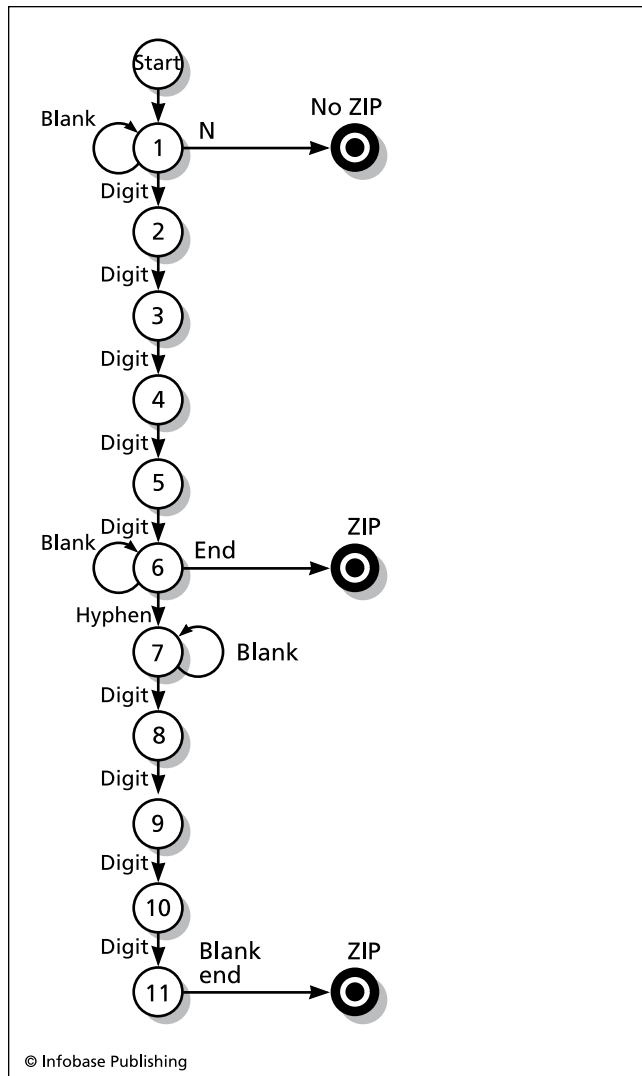 Start
Blank
N
No ZIP
1
Digit
2
Digit
3
Digit
4
Digit
5
Digit
Blank
End
ZIP
6
Hyphen
7
Blank
Digit
8
Digit
9
Digit
10
Digit
Blank
end
ZIP
11
© Infobase Publishing